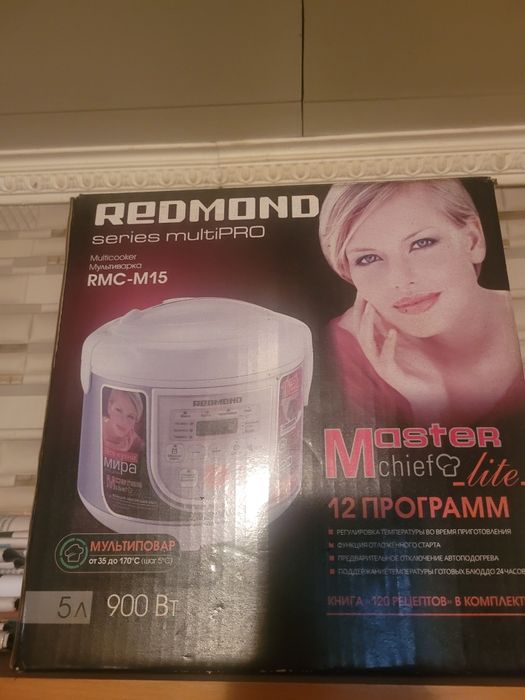 REDMOND
series multiPRO
Multicooker
Мультиварка
RMC-M15
REDMOND
мира
Master
chief
lite
12 ПРОГРАММ
РЕГУЛИРОВКА ТЕМПЕРАТУРЫ ВО ВРЕМЯ ПРИГОТОВЛЕНИЯ
ФУНКЦИЯ ОТЛОЖЕННОГО СТАРТА
ПРЕДВАРИТЕЛЬНОЕ ОТКЛЮЧЕНИЕ АВТОПОДОГРЕВА
ПОДДЕРЖАНИЕ ТЕМПЕРАТУРЫ ГОТОВЫХ БЛЮД ДО 24 ЧАСОВ
КНИГА «120 РЕЦЕПТОВ» В КОМПЛЕКТ
МУЛЬТИПОВАР
от 35 до 170°С (шаг 5°С)
5л
900 Вт